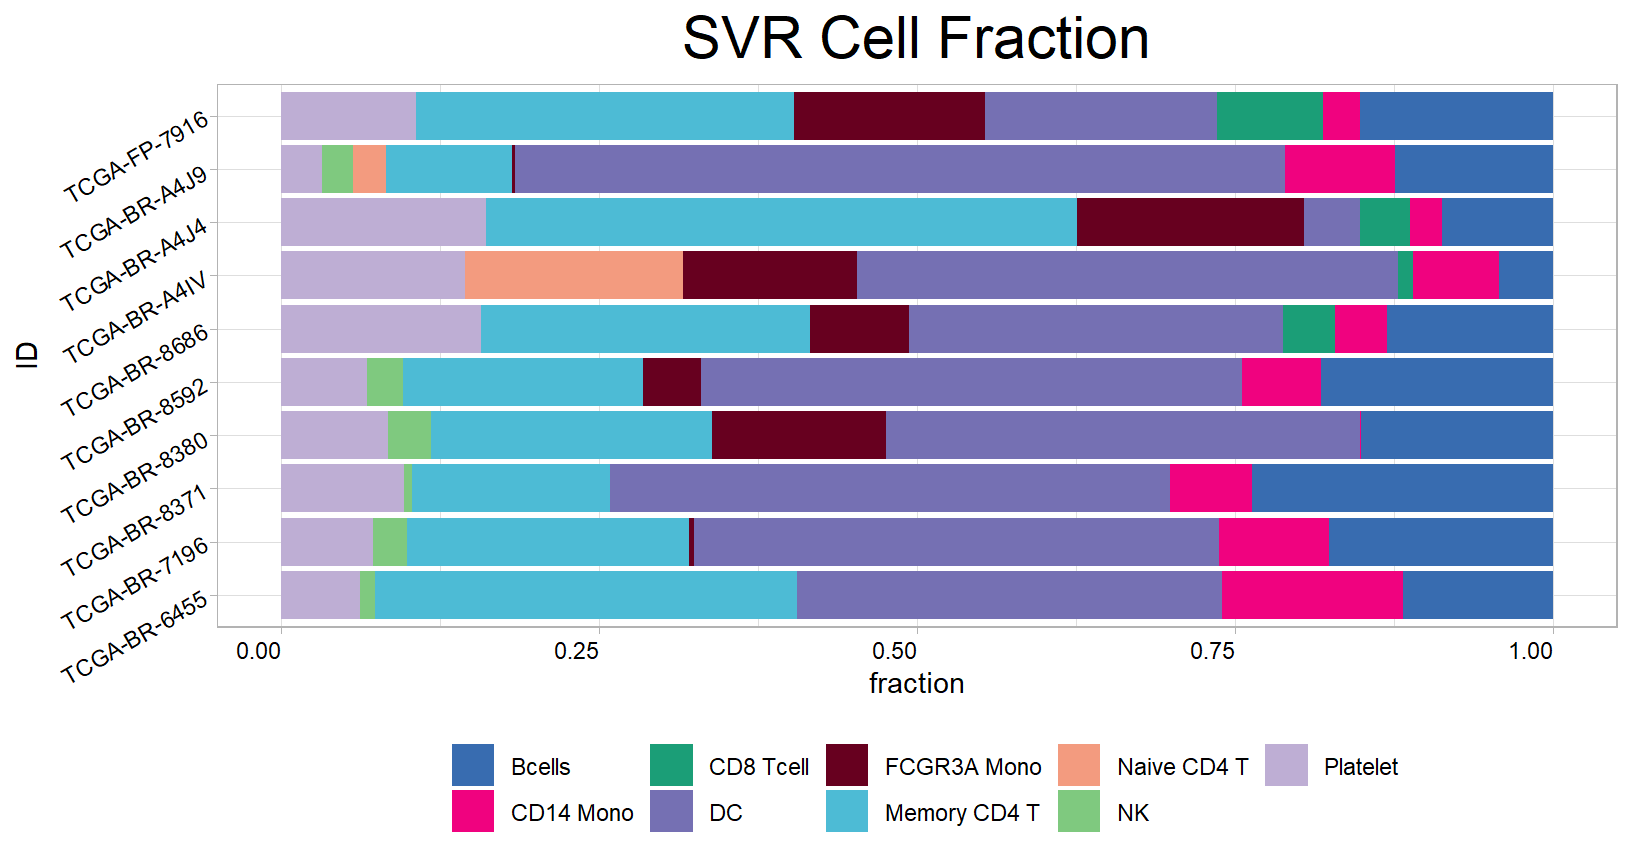 SVR Cell Fraction
TCGA-FP-7916
TCGA-BR-A4J9
TCGA-BR-A4J4
TCGA-BR-A4IV
TCGA-BR-8686
TCGA-BR-8592
TCGA-BR-8380
TCGA-BR-8371
TCGA-BR-7196
TCGA-BR-6455
ID
0.00 0.25 0.50 0.75 1.00
fraction
Bcells CD8 Tcell FCGR3A Mono Naive CD4 T Platelet
CD14 Mono DC Memory CD4 T NK